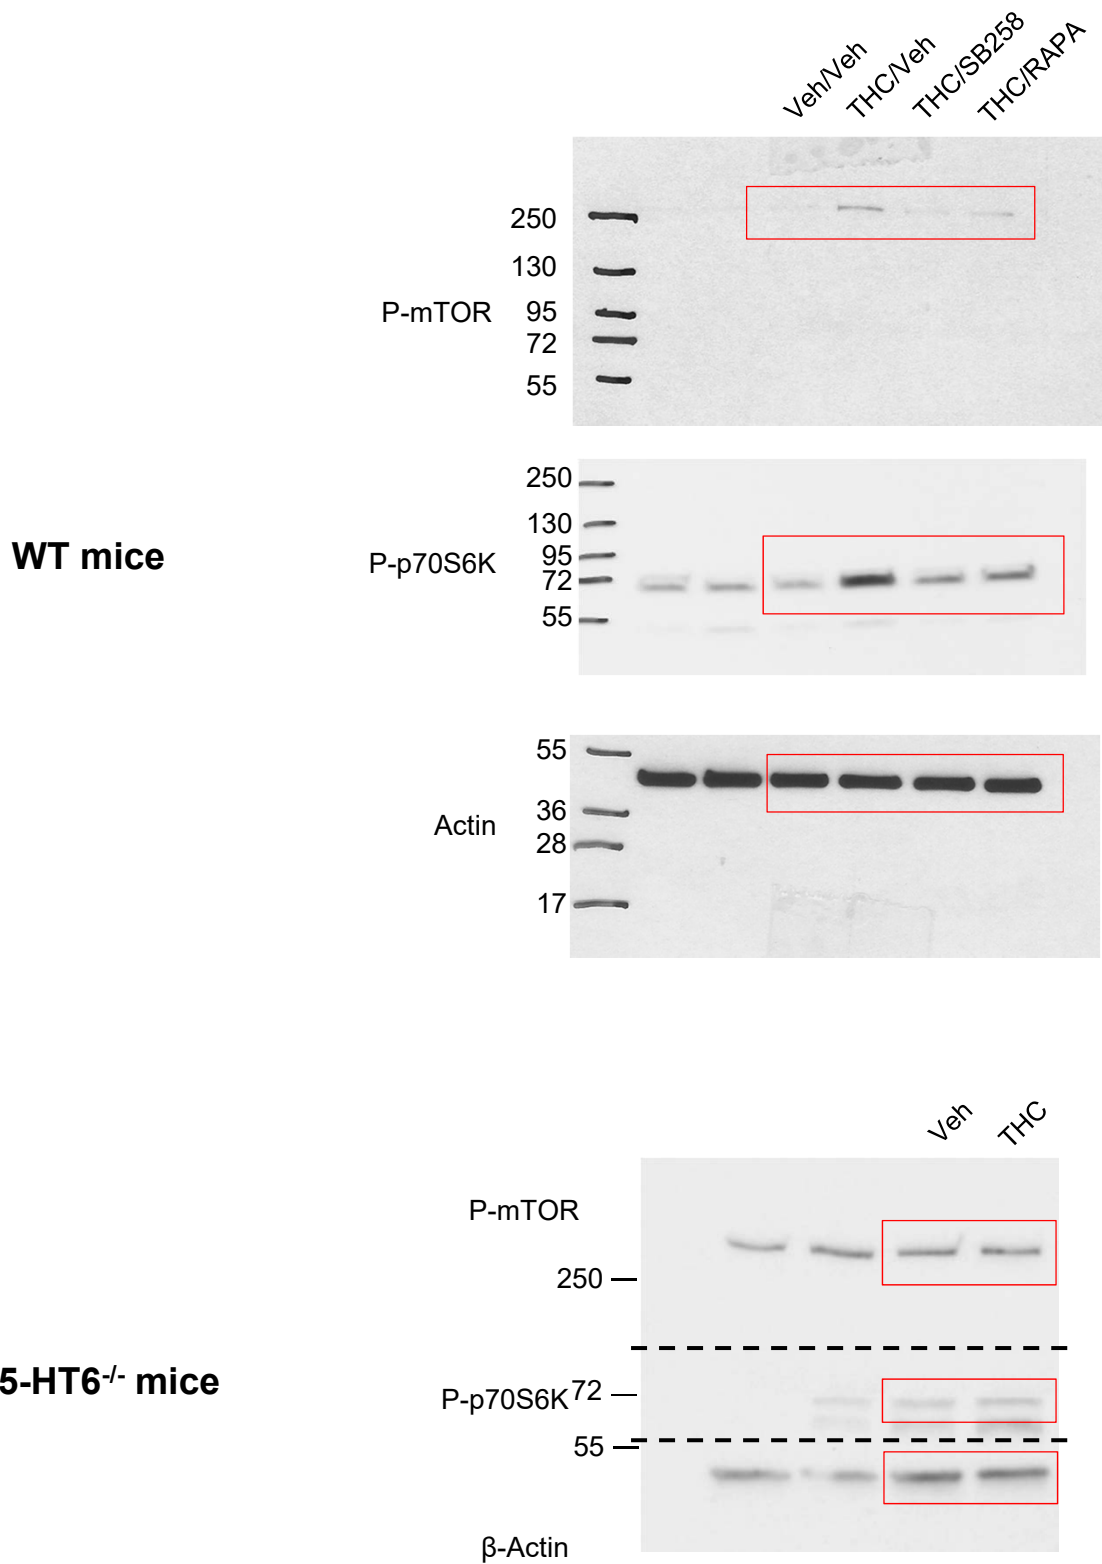 Veh/Veh THC/Veh THC/SB258 THC/RAPA
250
130
P-mTOR 95
72
55
250
130
WT mice P-p70S6K 95
72
55
55
Actin 36
28
17
Veh THC
P-mTOR
250
5-HT6-/- mice
P-p70S6K 72
55
β-Actin